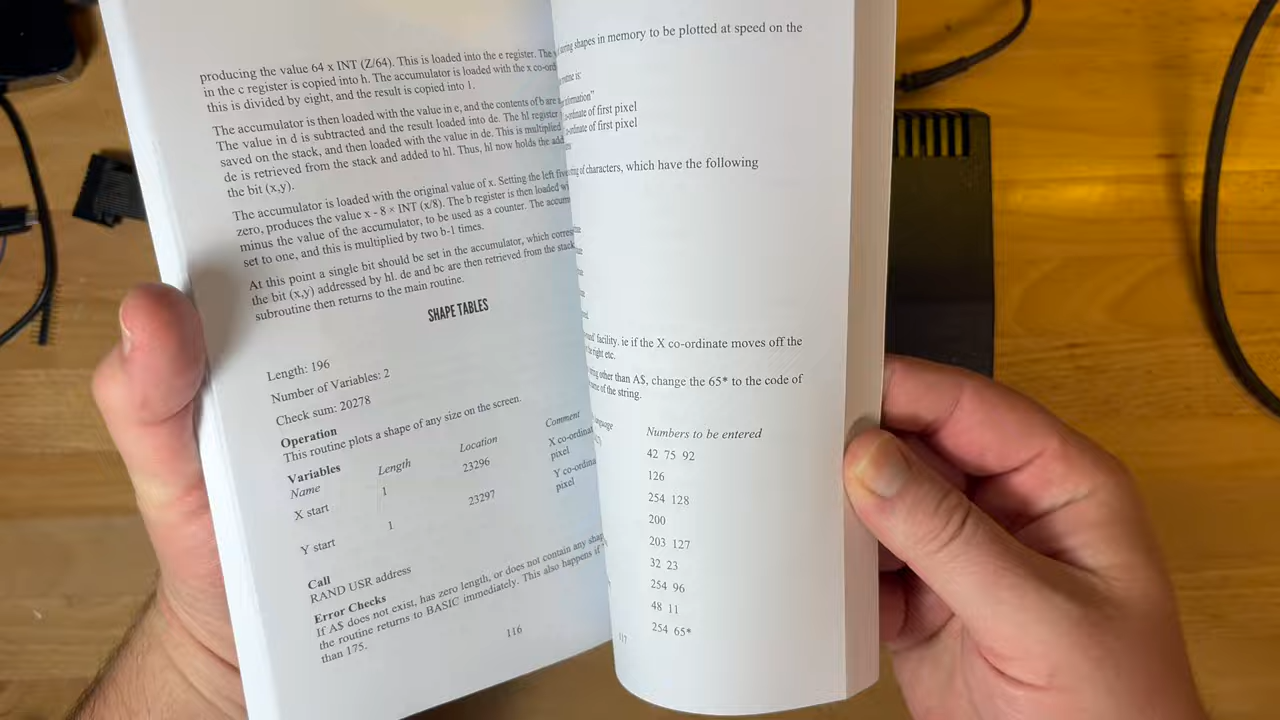 producing the value 64 x INT (Z/64). This is loaded into the e register. The
in the c register is copied into h. The accumulator is loaded with the x
this is divided by eight, and the result is copied into l.
The accumulator is then loaded with the value in e, and the contents of b are
The value in d is subtracted and the result loaded into de. The hl register
saved on the stack, and then loaded with the value in de. This is multiplied
de is retrieved from the stack and added to hl. Thus, hl now holds the
the bit (x,y).
The accumulator is loaded with the original value of x. Setting the left
zero, produces the value x - 8 × INT (x/8). The b register is then loaded
minus the value of the accumulator, to be used as a counter. The
set to one, and this is multiplied by two b-1 times.
At this point a single bit should be set in the accumulator, which
the bit (x,y) addressed by hl. de and bc are then retrieved from the stack
subroutine then returns to the main routine.
SHAPE TABLES
Length: 196
Number of Variables: 2
Check sum: 20278
Operation
This routine plots a shape of any size on the screen.
Variables
Name Length Location Comment
X start 1 23296 X
pixel
Y start 1 23297 Y
pixel
Call
RAND USR address
Error Checks
If A$ does not exist, has zero length, or does not contain any
the routine returns to BASIC immediately. This also happens if
than 175.
116
shapes in memory to be plotted at speed on the
is:
of first pixel
of first pixel
of characters, which have the following
facility. ie if the X co-ordinate moves off the
right etc.
other than A$, change the 65* to the code of
of the string.
Numbers to be entered
42 75 92
126
254 128
200
203 127
32 23
254 96
48 11
254 65*
117